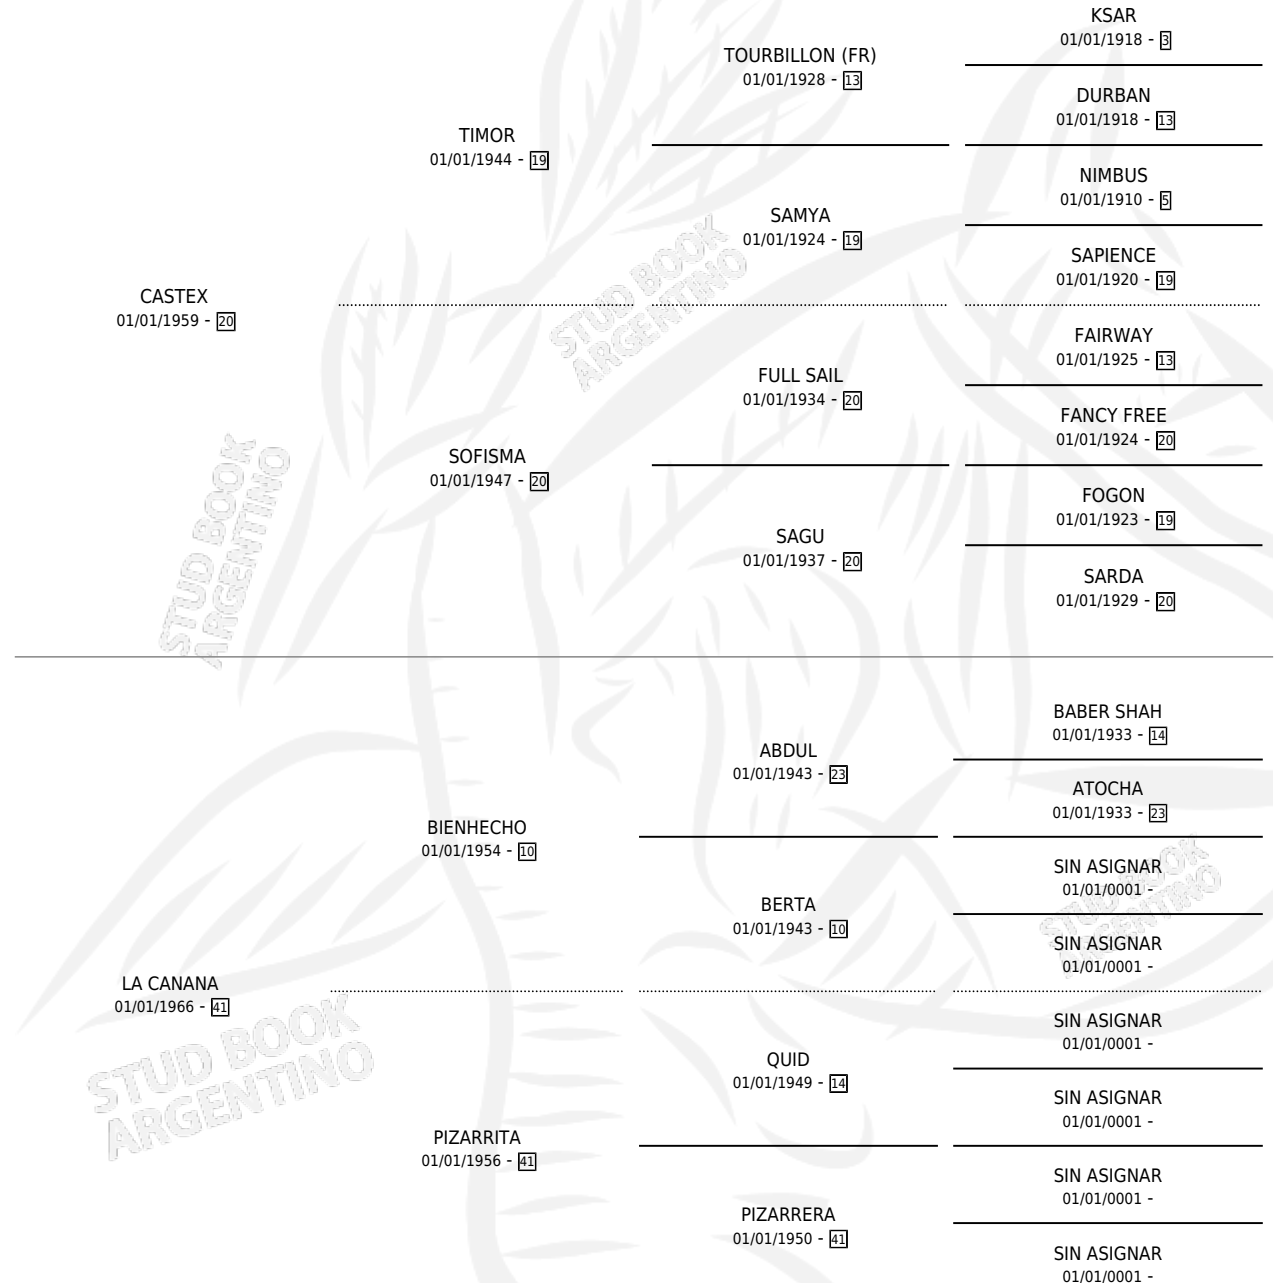 KSAR
01/01/1918 - 3
TOURBILLON (FR)
01/01/1928 - 13
DURBAN
01/01/1918 - 13
TIMOR
01/01/1944 - 19
NIMBUS
01/01/1910 - 5
SAMYA
01/01/1924 - 19
SAPIENCE
01/01/1920 - 19
CASTEX
01/01/1959 - 20
FAIRWAY
01/01/1925 - 13
FULL SAIL
01/01/1934 - 20
FANCY FREE
01/01/1924 - 20
SOFISMA
01/01/1947 - 20
FOGON
01/01/1923 - 19
SAGU
01/01/1937 - 20
SARDA
01/01/1929 - 20
BABER SHAH
01/01/1933 - 14
ABDUL
01/01/1943 - 23
ATOCHA
01/01/1933 - 23
BIENHECHO
01/01/1954 - 10
SIN ASIGNAR
01/01/0001 -
BERTA
01/01/1943 - 10
SIN ASIGNAR
01/01/0001 -
LA CANANA
01/01/1966 - 41
SIN ASIGNAR
01/01/0001 -
QUID
01/01/1949 - 14
SIN ASIGNAR
01/01/0001 -
PIZARRITA
01/01/1956 - 41
SIN ASIGNAR
01/01/0001 -
PIZARRERA
01/01/1950 - 41
SIN ASIGNAR
01/01/0001 -
STUD BOOK
ARGENTINO
STUD BOOK
ARGENTINO
STUD BOOK
ARGENTINO
STUD BOOK
ARGENTINO